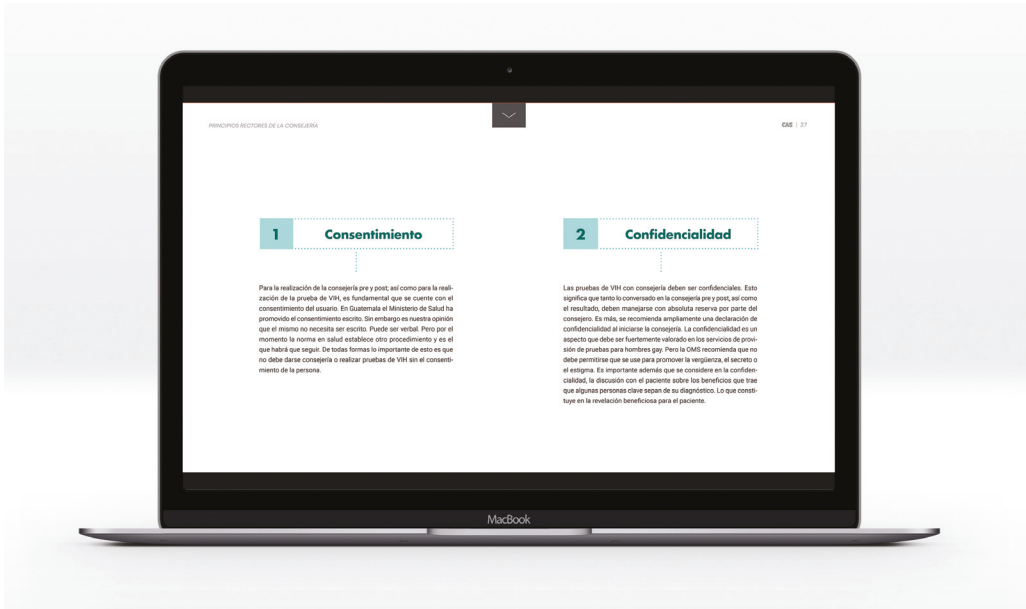 PRINCIPIOS RECTORES DE LA CONSEJERÍA
CAS | 37
1 Consentimiento
Para la realización de la consejería pre y post; así como para la reali-
zación de la prueba de VIH, es fundamental que se cuente con el
consentimiento del usuario. En Guatemala el Ministerio de Salud ha
promovido el consentimiento escrito. Sin embargo es nuestra opinión
que el mismo no necesita ser escrito. Puede ser verbal. Pero por el
momento la norma en salud establece otro procedimiento y es el
que habrá que seguir. De todas formas lo importante de esto es que
no debe darse consejería o realizar pruebas de VIH sin el consenti-
miento de la persona.
2 Confidencialidad
Las pruebas de VIH con consejería deben ser confidenciales. Esto
significa que tanto lo conversado en la consejería pre y post, así como
el resultado, deben manejarse con absoluta reserva por parte del
consejero. Es más, se recomienda ampliamente una declaración de
confidencialidad al iniciarse la consejería. La confidencialidad es un
aspecto que debe ser fuertemente valorado en los servicios de provi-
sión de pruebas para hombres gay. Pero la OMS recomienda que no
debe permitirse que se use para promover la vergüenza, el secreto o
el estigma. Es importante además que se considere en la confiden-
cialidad, la discusión con el paciente sobre los beneficios que trae
que algunas personas clave sepan de su diagnóstico. Lo que consti-
tuye en la revelación beneficiosa para el paciente.
MacBook